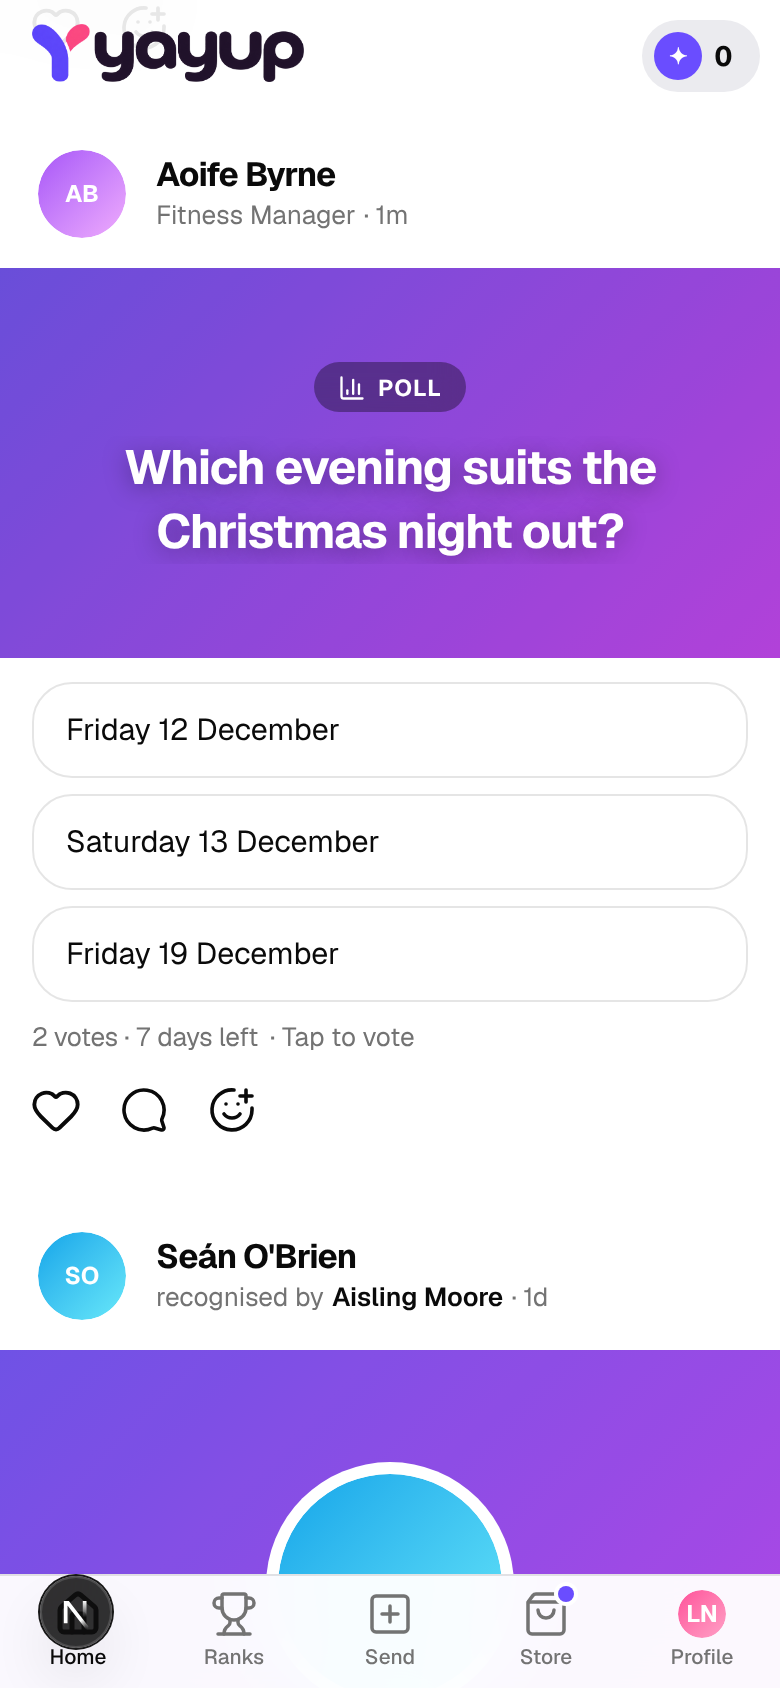 yayup
0
AB
Aoife Byrne
Fitness Manager · 1m
POLL
Which evening suits the
Christmas night out?
Friday 12 December
Saturday 13 December
Friday 19 December
2 votes · 7 days left · Tap to vote
SO
Seán O'Brien
recognised by Aisling Moore · 1d
N
LN
Home
Ranks
Send
Store
Profile